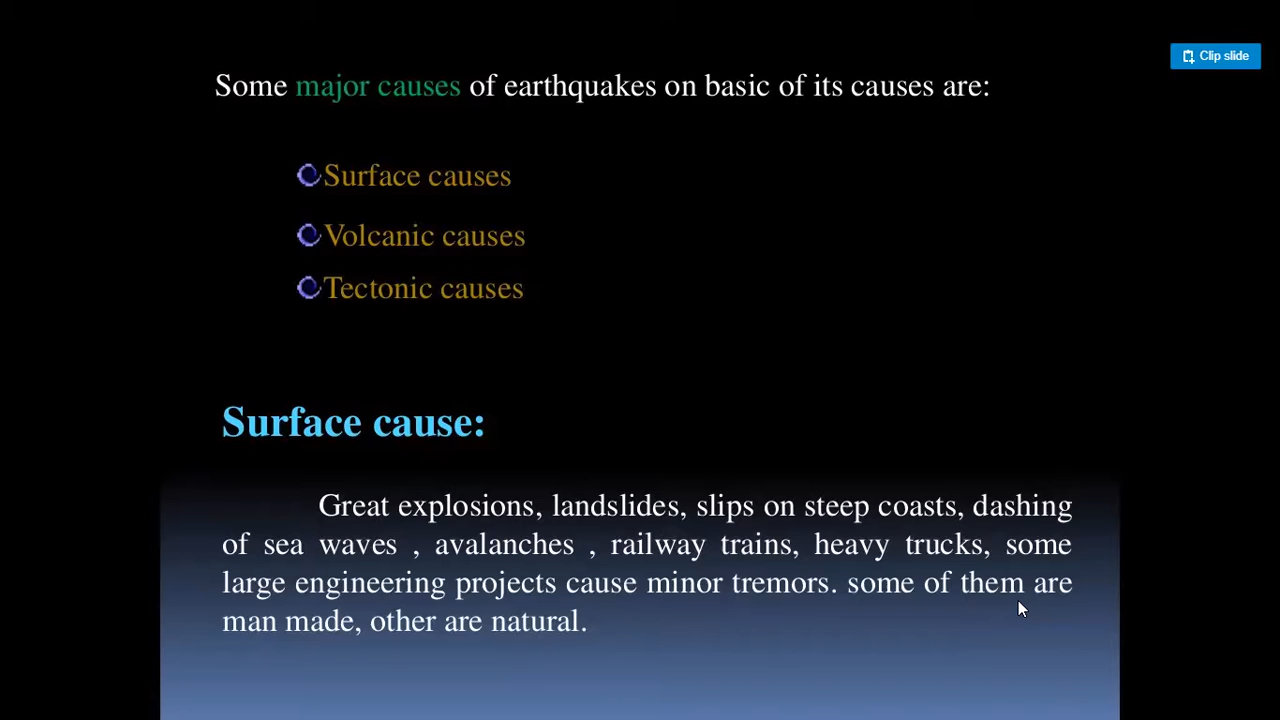 Clip slide
Some major causes of earthquakes on basic of its causes are:
Surface causes
Volcanic causes
Tectonic causes
Surface cause:
Great explosions, landslides, slips on steep coasts, dashing
of sea waves , avalanches , railway trains, heavy trucks, some
large engineering projects cause minor tremors. some of them are
man made, other are natural.